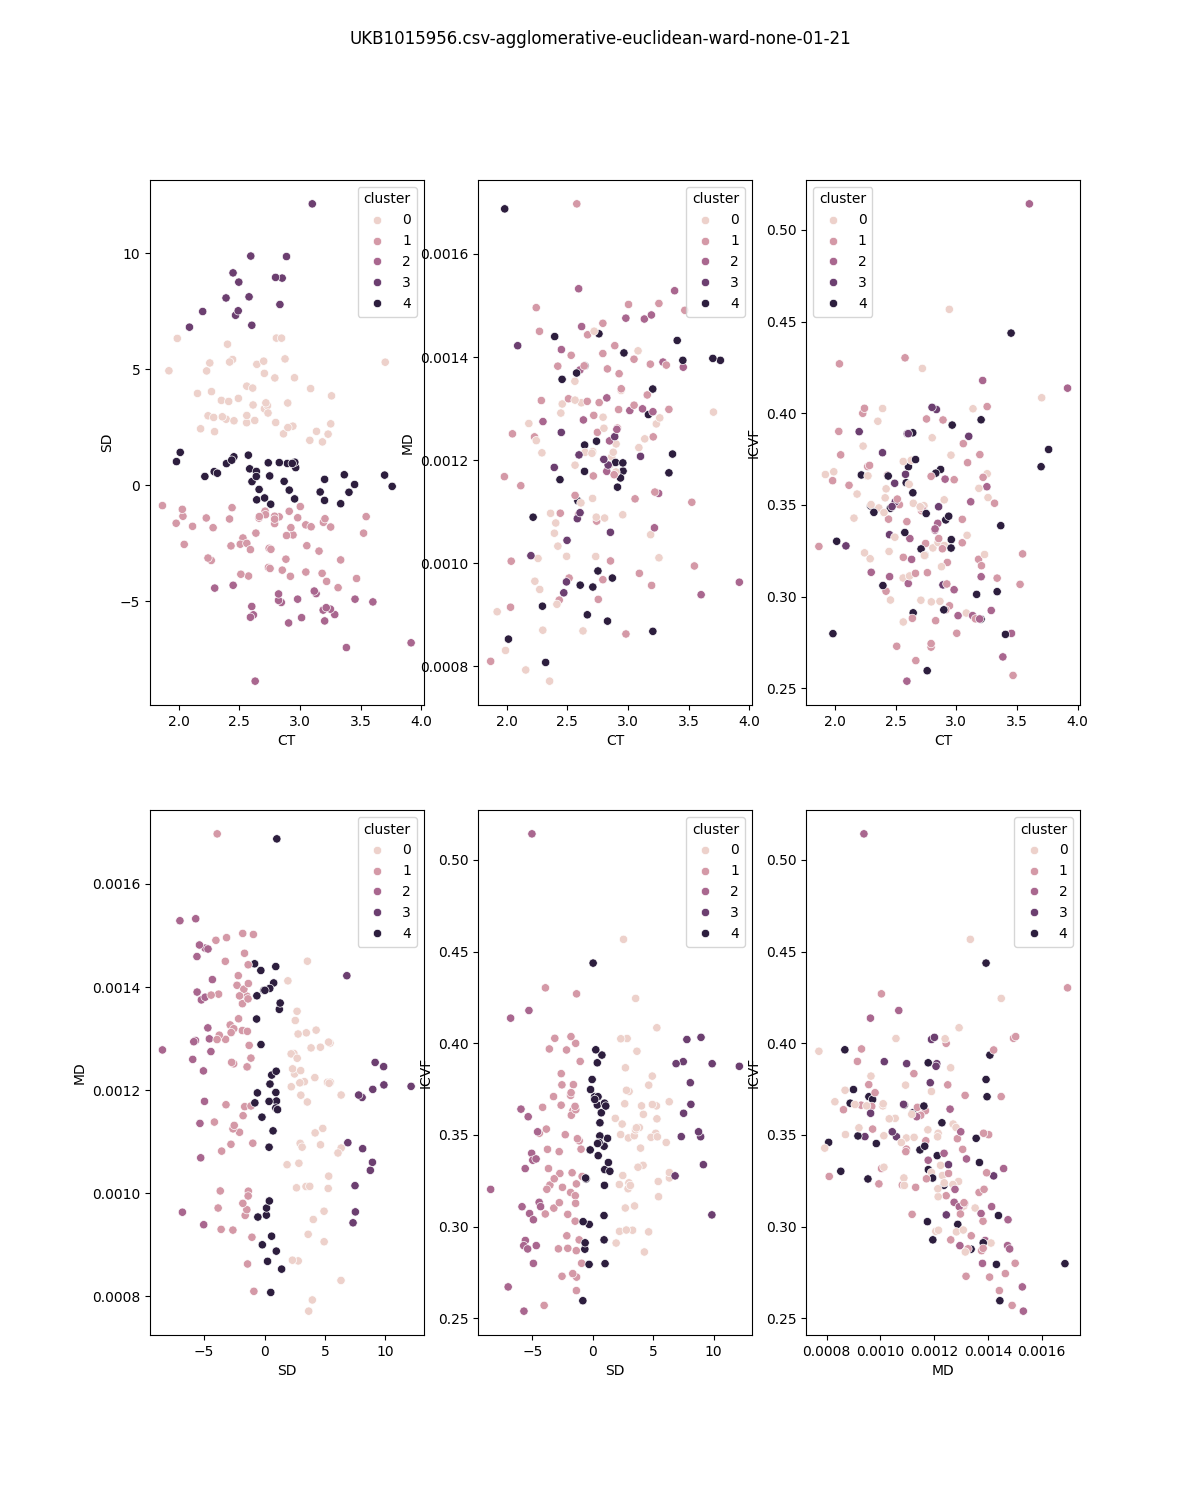 UKB1015956.csv-agglomerative-euclidean-ward-none-01-21
cluster
0
1
2
3
4
10
5
0
−5
SD
2.0 2.5 3.0 3.5 4.0
CT
cluster
0
1
2
3
4
0.0016
0.0014
0.0012
0.0010
0.0008
MD
2.0 2.5 3.0 3.5 4.0
CT
cluster
0
1
2
3
4
0.50
0.45
0.40
0.35
0.30
0.25
ICVF
2.0 2.5 3.0 3.5 4.0
CT
cluster
0
1
2
3
4
0.0016
0.0014
0.0012
0.0010
0.0008
MD
−5 0 5 10
SD
cluster
0
1
2
3
4
0.50
0.45
0.40
0.35
0.30
0.25
ICVF
−5 0 5 10
SD
cluster
0
1
2
3
4
0.50
0.45
0.40
0.35
0.30
0.25
ICVF
0.0008 0.0010 0.0012 0.0014 0.0016
MD